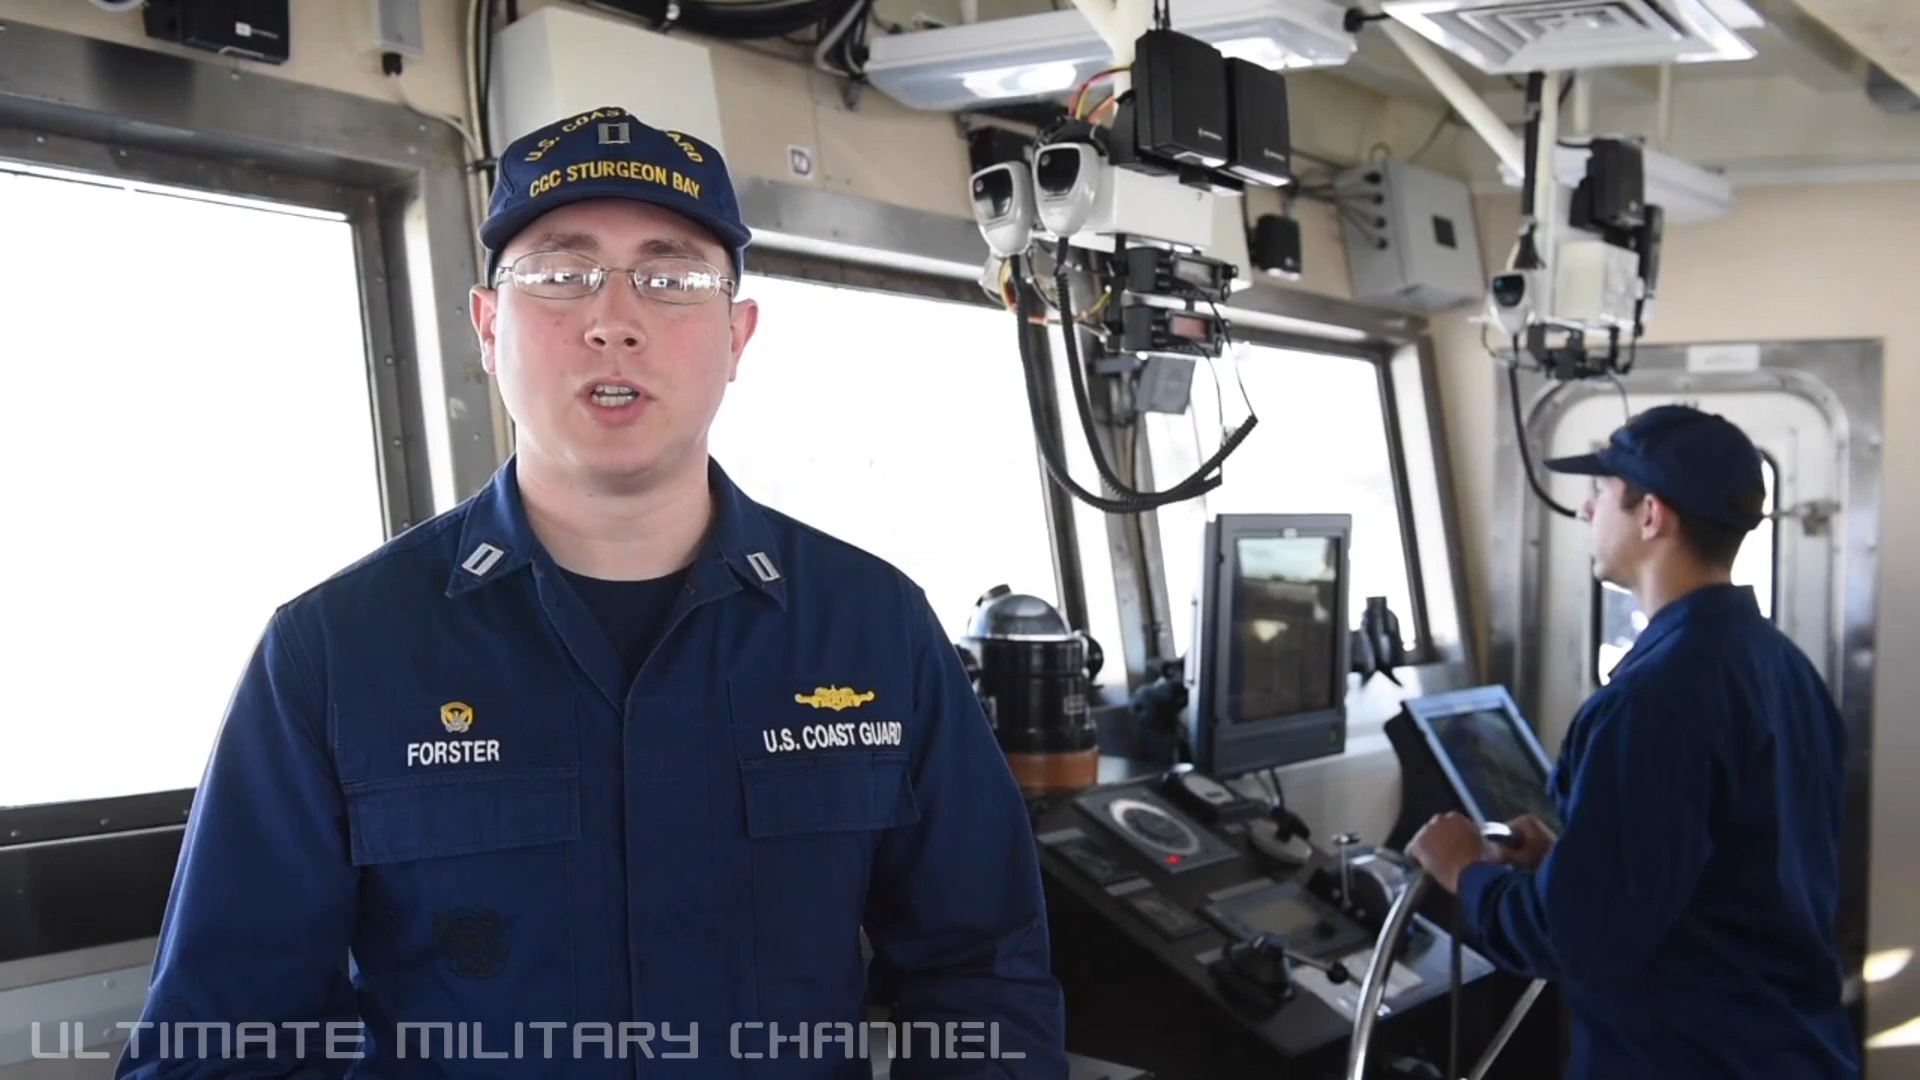 U.S. COAST GUARD
CGC STURGEON BAY
FORSTER
U.S. COAST GUARD
ULTIMATE MILITARY CHANNEL